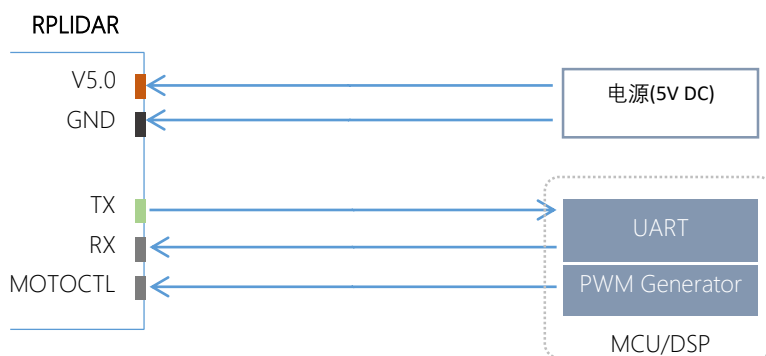 RPLIDAR
V5.0
电源(5V DC)
GND
TX
UART
RX
MOTOCTL
PWM Generator
MCU/DSP